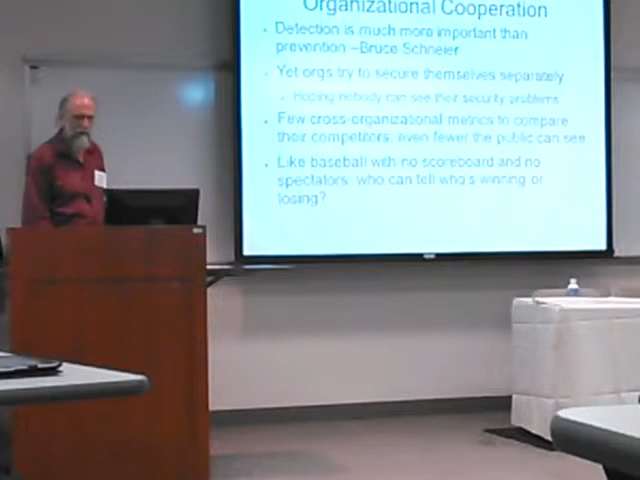 Organizational Cooperation
Detection is much more important than
prevention –Bruce Schneier
Yet orgs try to secure themselves separately
Hoping nobody can see their security problems
Few cross-organizational metrics to compare
their competitors; even fewer the public can see
Like baseball with no scoreboard and no
spectators: who can tell who's winning or
losing?